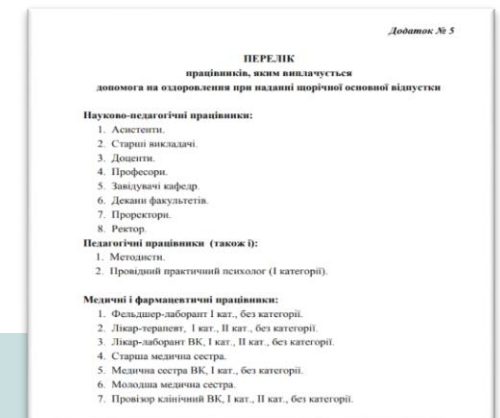 Додаток № 5
ПЕРЕЛІК
працівників, яким виплачується
допомога на оздоровлення при наданні щорічної основної відпустки
Науково-педагогічні працівники:
1. Асистенти.
2. Старші викладачі.
3. Доценти.
4. Професори.
5. Завідувачі кафедр.
6. Декани факультетів.
7. Проректори.
8. Ректор.
Педагогічні працівники (також і):
1. Методисти.
2. Провідний практичний психолог (І категорії).
Медичні і фармацевтичні працівники:
1. Фельдшер-лаборант І кат., без категорії.
2. Лікар-терапевт, І кат., ІІ кат., без категорії.
3. Лікар-лаборант ВК, І кат., ІІ кат., без категорії.
4. Старша медична сестра.
5. Медична сестра ВК, І кат., без категорії.
6. Молодша медична сестра.
7. Провізор клінічний ВК, І кат., ІІ кат., без категорії.